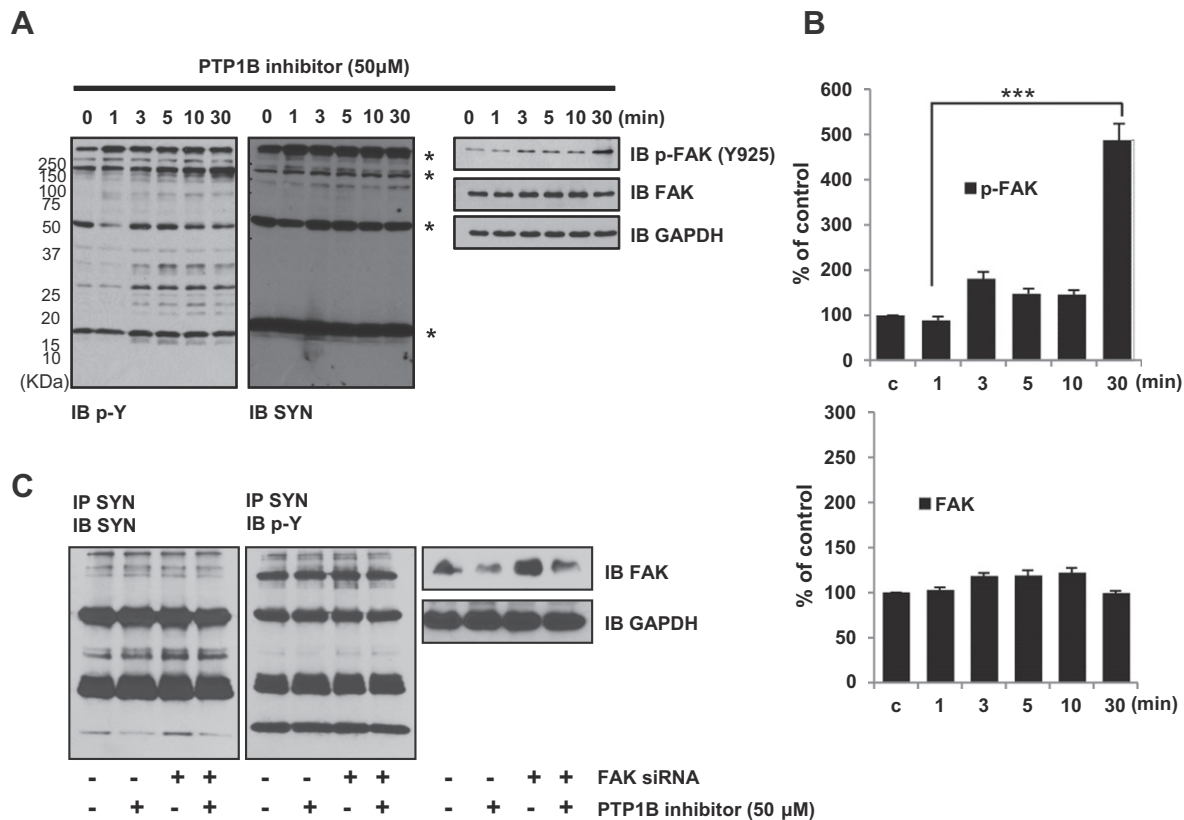 A
PTP1B inhibitor (50μM)
0 1 3 5 10 30 0 1 3 5 10 30 0 1 3 5 10 30 (min)
250
150
100
75
50
37
25
20
15
10
(KDa)
*
*
*
*
IB p-Y
IB SYN
IB p-FAK (Y925)
IB FAK
IB GAPDH
B
% of control
600
500
400
300
200
100
0
***
p-FAK
c 1 3 5 10 30 (min)
% of control
300
250
200
150
100
50
0
FAK
c 1 3 5 10 30 (min)
C
IP SYN
IB SYN
IP SYN
IB p-Y
IB FAK
IB GAPDH
- - + + - - + + - - + + FAK siRNA
- + - + - + - + - + - + PTP1B inhibitor (50 μM)